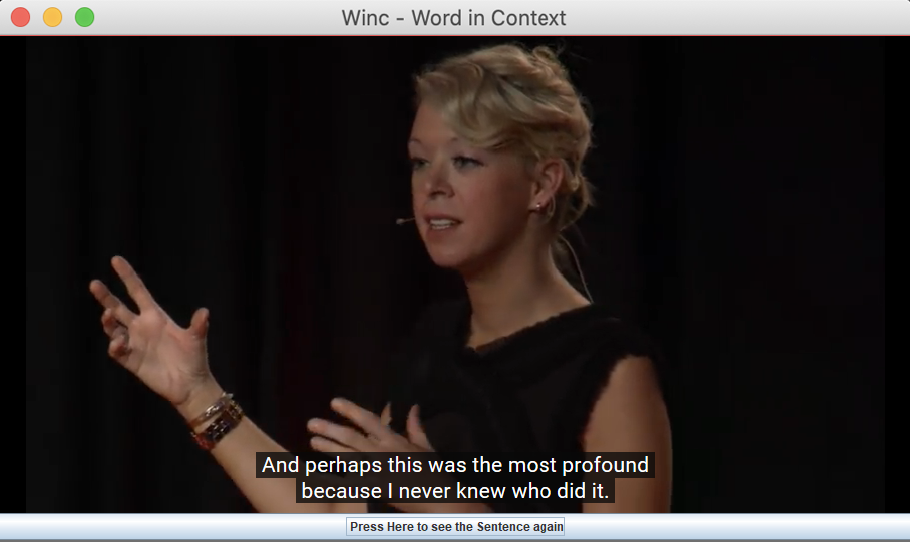 Winc - Word in Context
And perhaps this was the most profound
because I never knew who did it.
Press Here to see the Sentence again